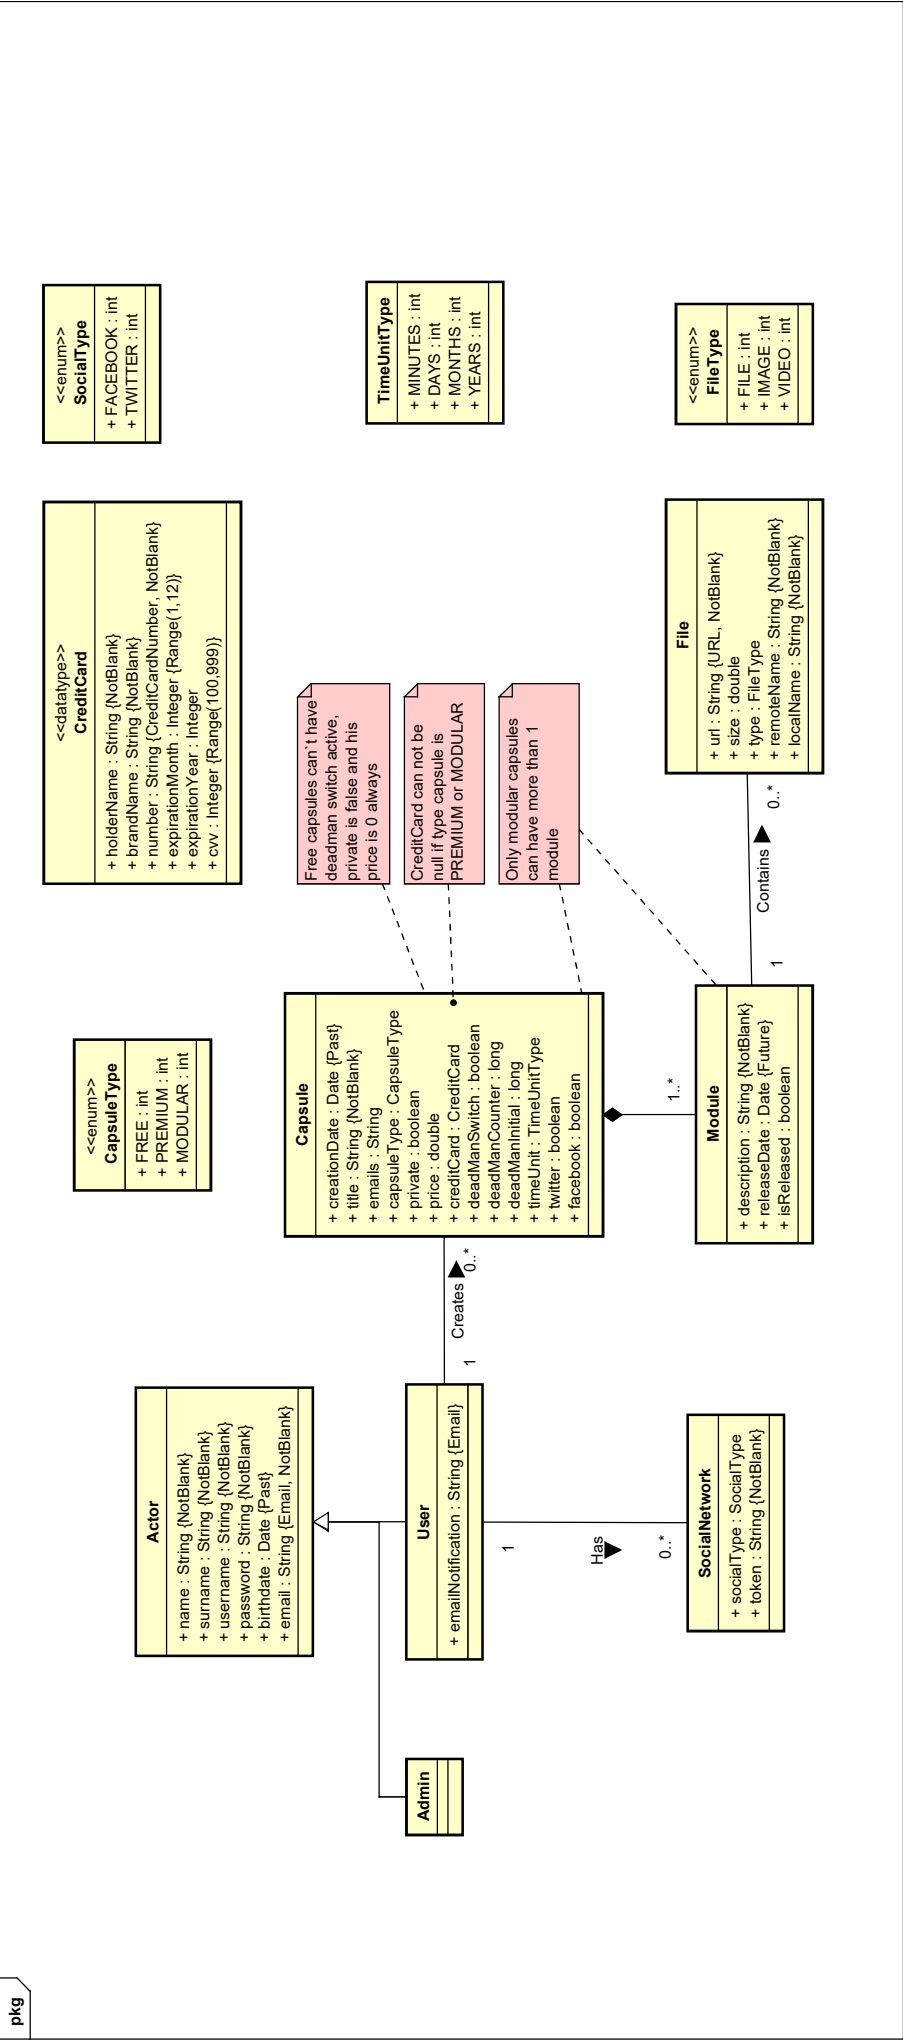 pkg
Admin
Actor
+ name : String {NotBlank}
+ surname : String {NotBlank}
+ username : String {NotBlank}
+ password : String {NotBlank}
+ birthdate : Date {Past}
+ email : String {Email, NotBlank}
User
+ emailNotification : String {Email}
1
Has
0..*
SocialNetwork
+ socialType : SocialType
+ token : String {NotBlank}
1
Creates
0..*
<<enum>>
CapsuleType
+ FREE : int
+ PREMIUM : int
+ MODULAR : int
Capsule
+ creationDate : Date {Past}
+ title : String {NotBlank}
+ emails : String
+ capsuleType : CapsuleType
+ private : boolean
+ price : double
+ creditCard : CreditCard
+ deadManSwitch : boolean
+ deadManCounter : long
+ deadManInitial : long
+ timeUnit : TimeUnitType
+ twitter : boolean
+ facebook : boolean
1..*
Module
+ description : String {NotBlank}
+ releaseDate : Date {Future}
+ isReleased : boolean
1
Contains
0..*
<<datatype>>
CreditCard
+ holderName : String {NotBlank}
+ brandName : String {NotBlank}
+ number : String {CreditCardNumber, NotBlank}
+ expirationMonth : Integer {Range(1,12)}
+ expirationYear : Integer
+ cvv : Integer {Range(100,999)}
Free capsules can`t have
deadman switch active,
private is false and his
price is 0 always
CreditCard can not be
null if type capsule is
PREMIUM or MODULAR
Only modular capsules
can have more than 1
module
File
+ url : String {URL, NotBlank}
+ size : double
+ type : FileType
+ remoteName : String {NotBlank}
+ localName : String {NotBlank}
<<enum>>
SocialType
+ FACEBOOK : int
+ TWITTER : int
TimeUnitType
+ MINUTES : int
+ DAYS : int
+ MONTHS : int
+ YEARS : int
<<enum>>
FileType
+ FILE : int
+ IMAGE : int
+ VIDEO : int